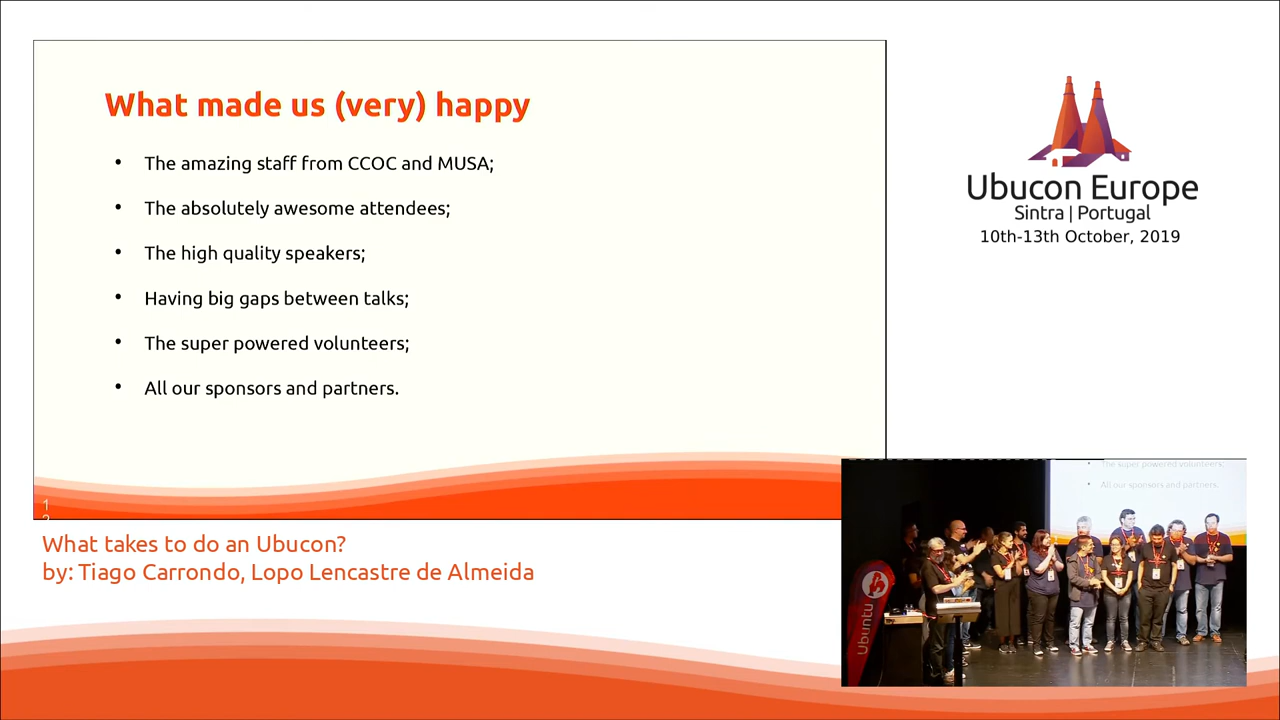 What made us (very) happy
• The amazing staff from CCOC and MUSA;
• The absolutely awesome attendees;
• The high quality speakers;
• Having big gaps between talks;
• The super powered volunteers;
• All our sponsors and partners.
1
What takes to do an Ubucon?
by: Tiago Carrondo, Lopo Lencastre de Almeida
Ubucon Europe
Sintra | Portugal
10th-13th October, 2019
• The super powered volunteers;
• All our sponsors and partners.
Ubuntu